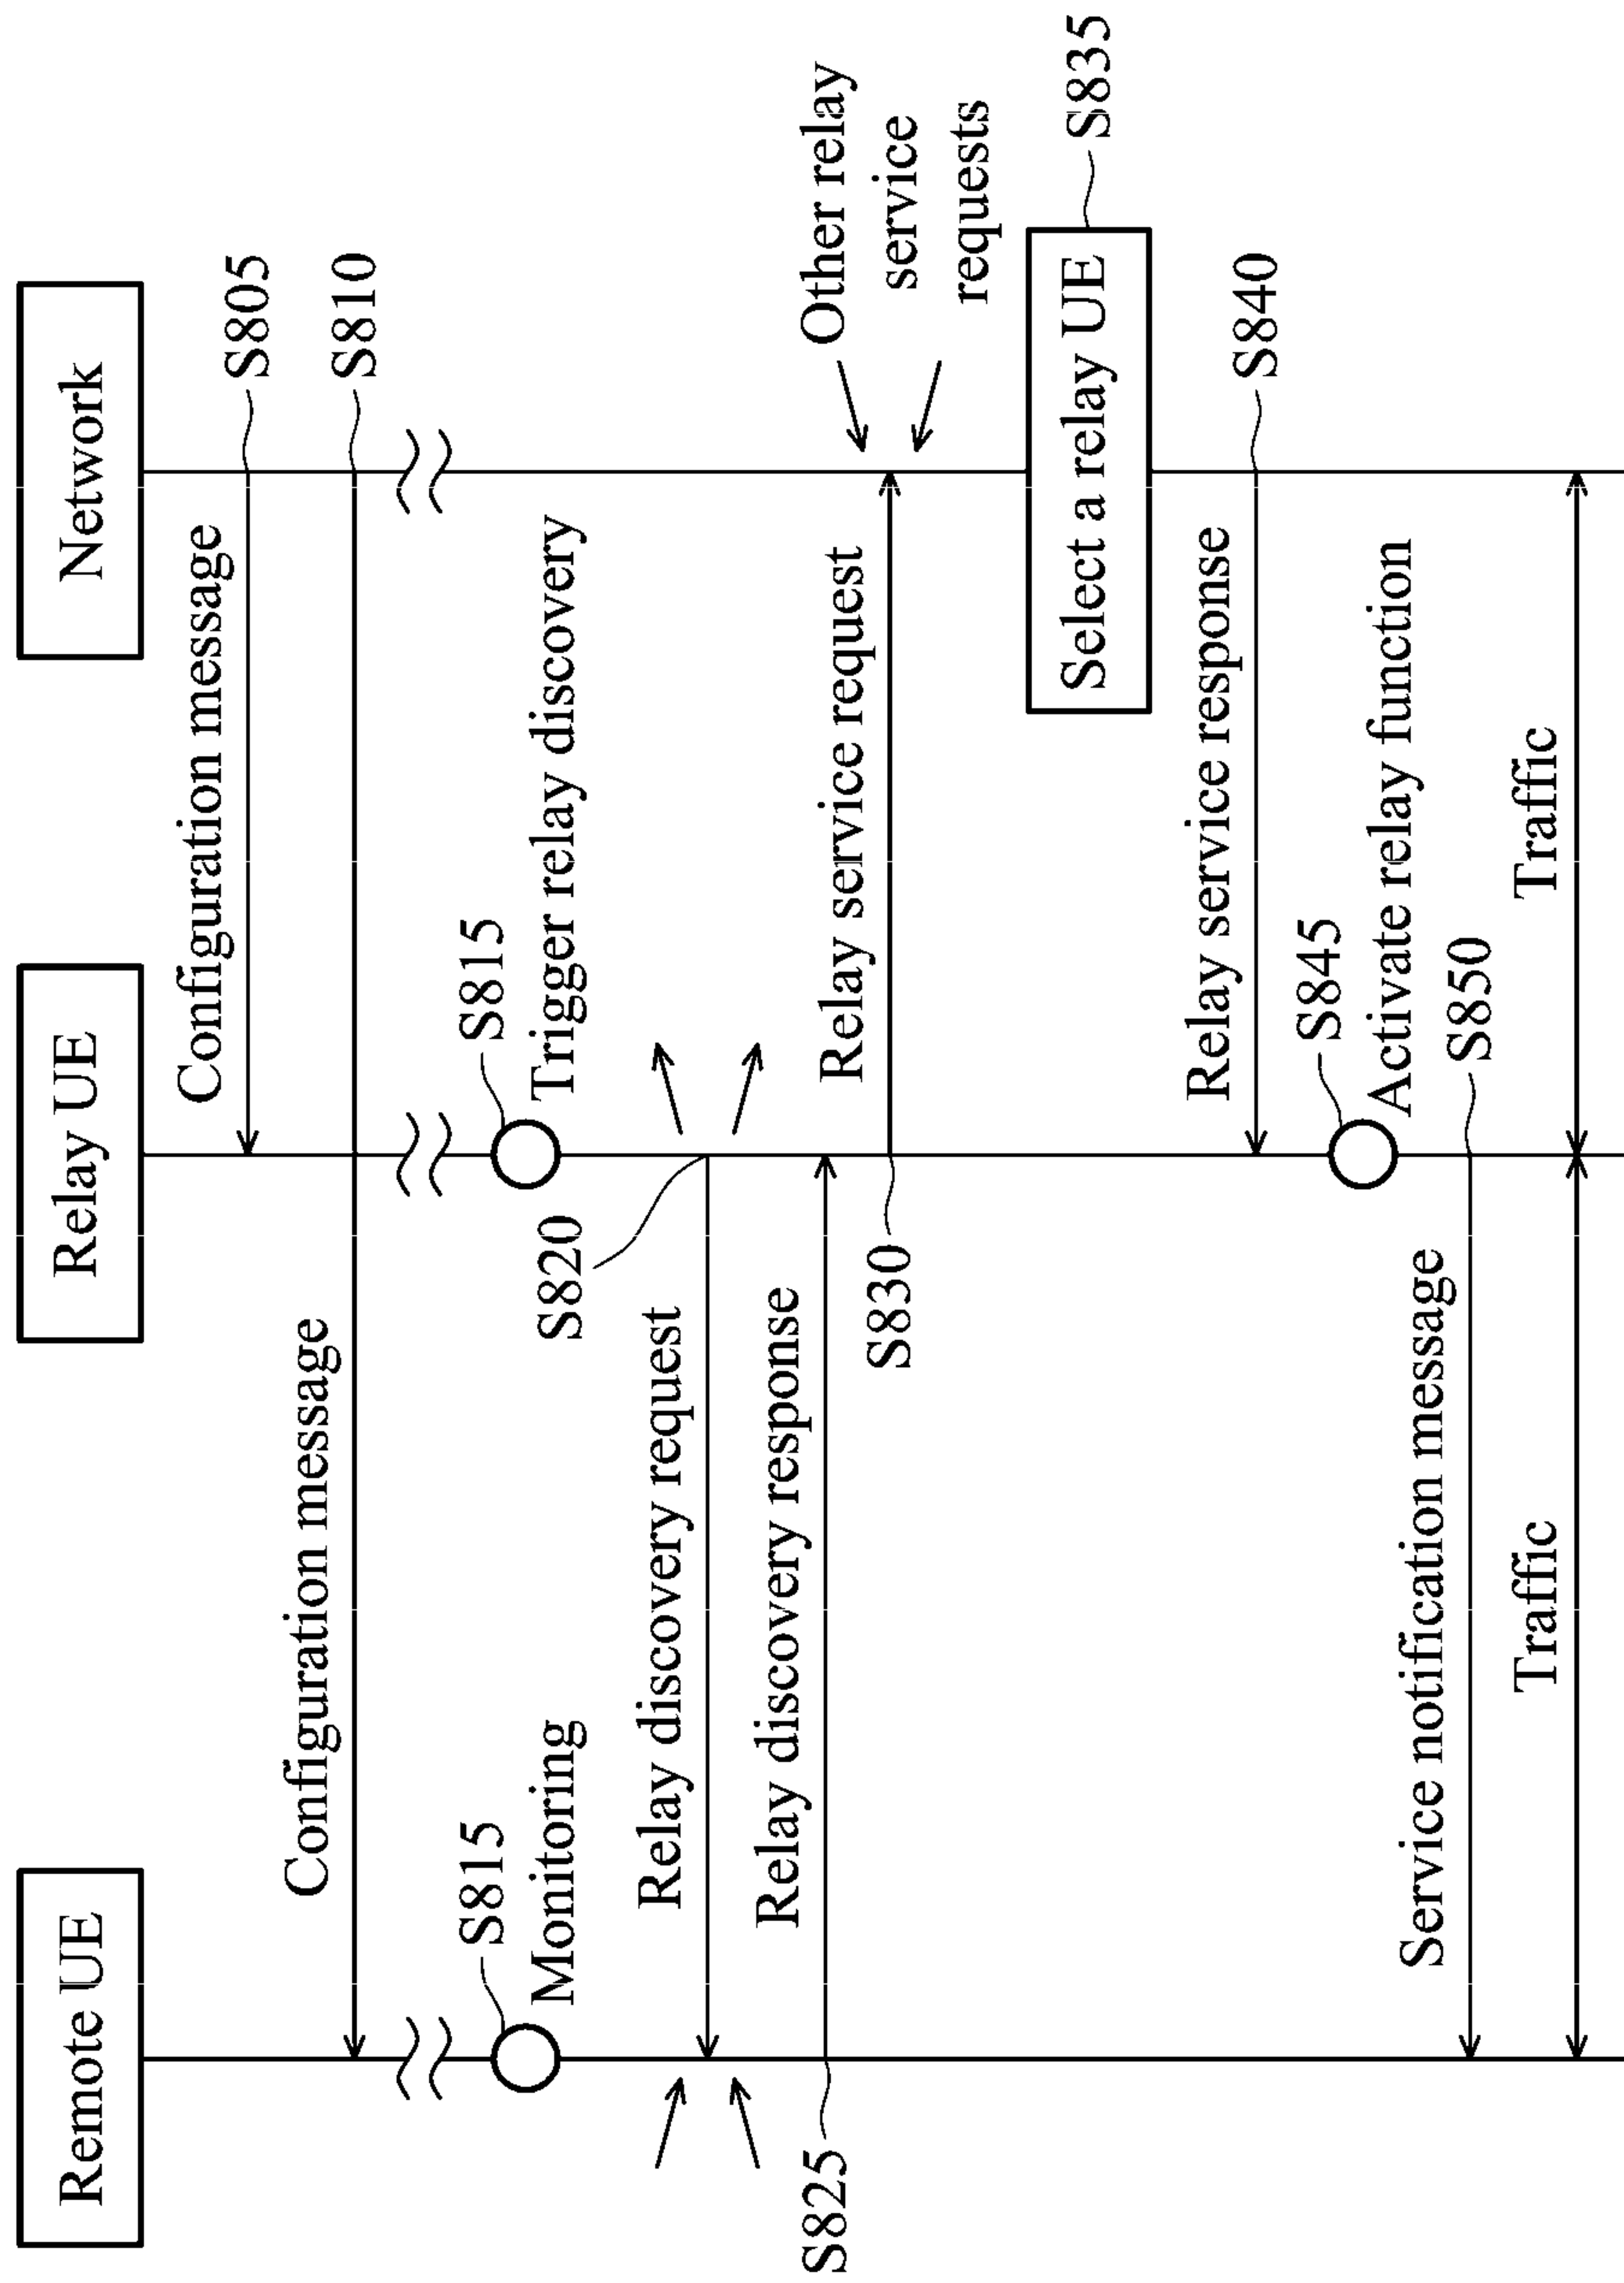 Remote UE
Relay UE
Network
Configuration message
S805
Configuration message
S810
S815
Monitoring
S815
Trigger relay discovery
S820
Relay discovery request
Relay discovery response
S825
Relay service request
S830
Other relay
service
requests
Select a relay UE
S835
Relay service response
S840
S845
Activate relay function
S850
Service notification message
Traffic
Traffic